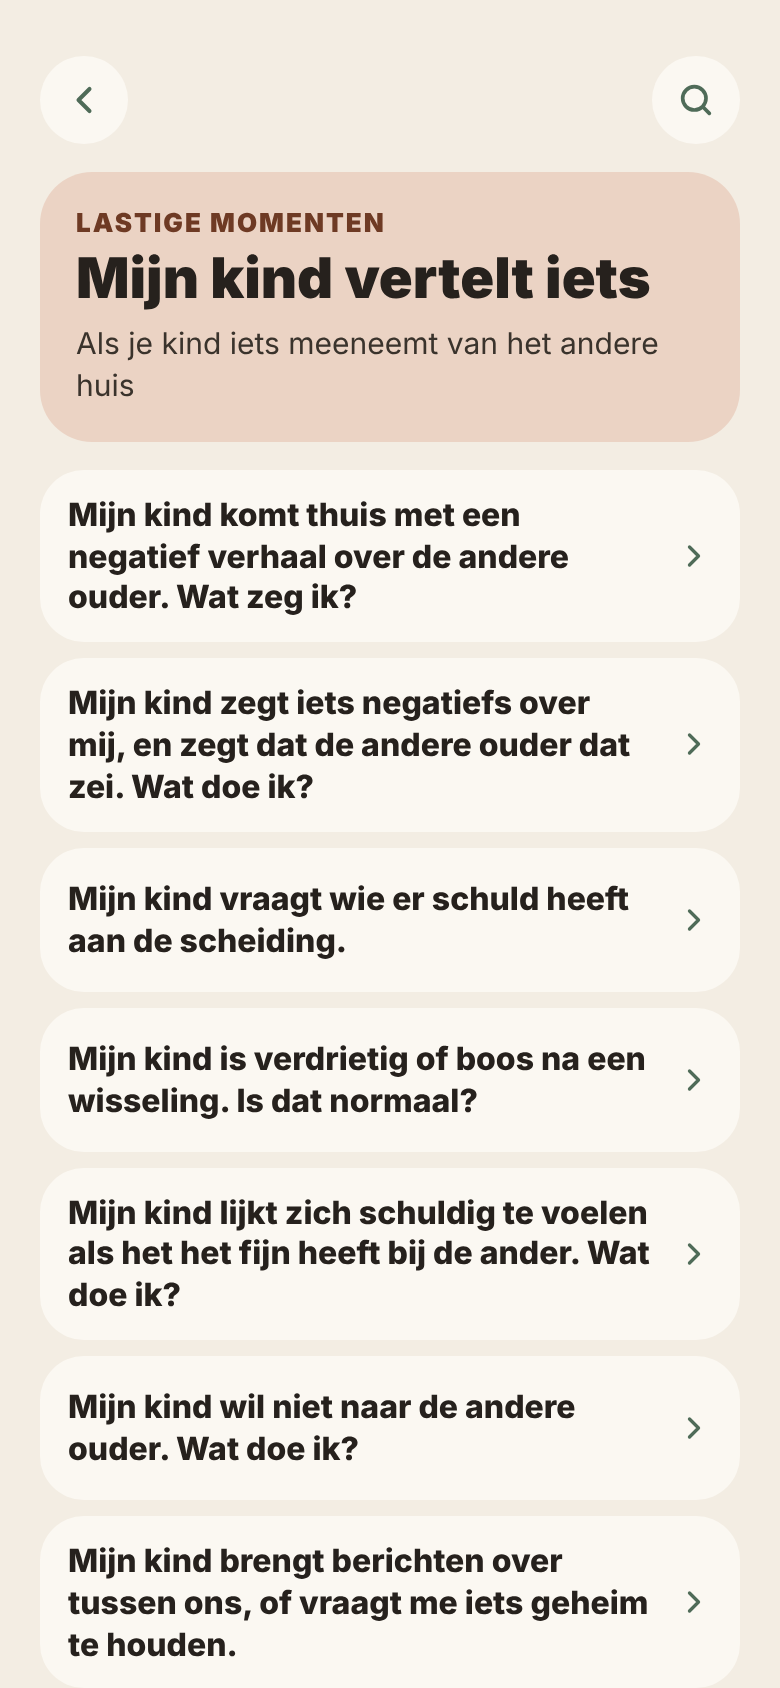 LASTIGE MOMENTEN
Mijn kind vertelt iets
Als je kind iets meeneemt van het andere
huis
Mijn kind komt thuis met een
negatief verhaal over de andere
ouder. Wat zeg ik?
Mijn kind zegt iets negatiefs over
mij, en zegt dat de andere ouder dat
zei. Wat doe ik?
Mijn kind vraagt wie er schuld heeft
aan de scheiding.
Mijn kind is verdrietig of boos na een
wisseling. Is dat normaal?
Mijn kind lijkt zich schuldig te voelen
als het het fijn heeft bij de ander. Wat
doe ik?
Mijn kind wil niet naar de andere
ouder. Wat doe ik?
Mijn kind brengt berichten over
tussen ons, of vraagt me iets geheim
te houden.